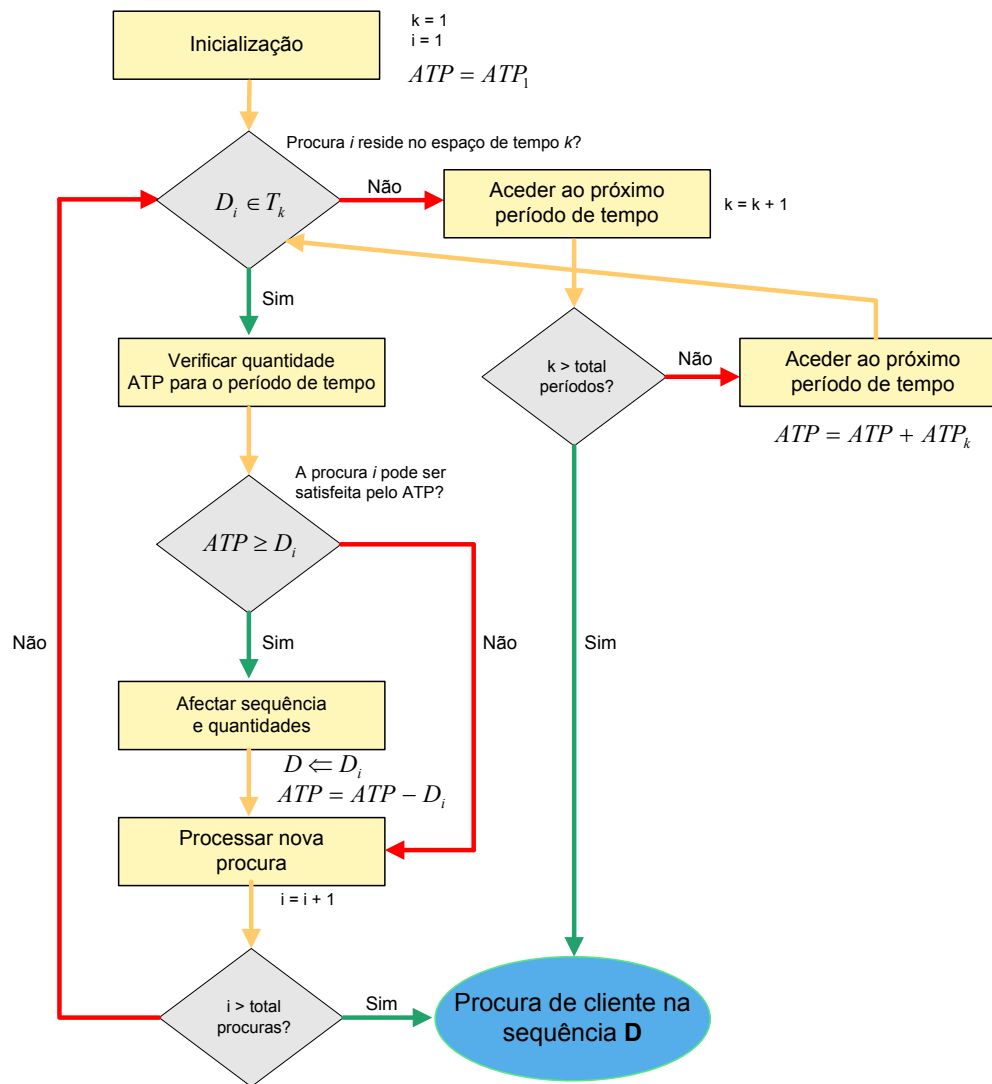 Inicialização
k = 1
i = 1
ATP = ATP₁
Procura i reside no espaço de tempo k?
Dᵢ ∈ Tₖ
Não
Aceder ao próximo
período de tempo
k = k + 1
Sim
Verificar quantidade
ATP para o período de tempo
k > total
períodos?
Não
Aceder ao próximo
período de tempo
ATP = ATP + ATPₖ
A procura i pode ser
satisfeita pelo ATP?
ATP ≥ Dᵢ
Não
Sim
Não
Sim
Afectar sequência
e quantidades
D ⇐ Dᵢ
ATP = ATP − Dᵢ
Processar nova
procura
i = i + 1
i > total
procuras?
Sim
Procura de cliente na
sequência D